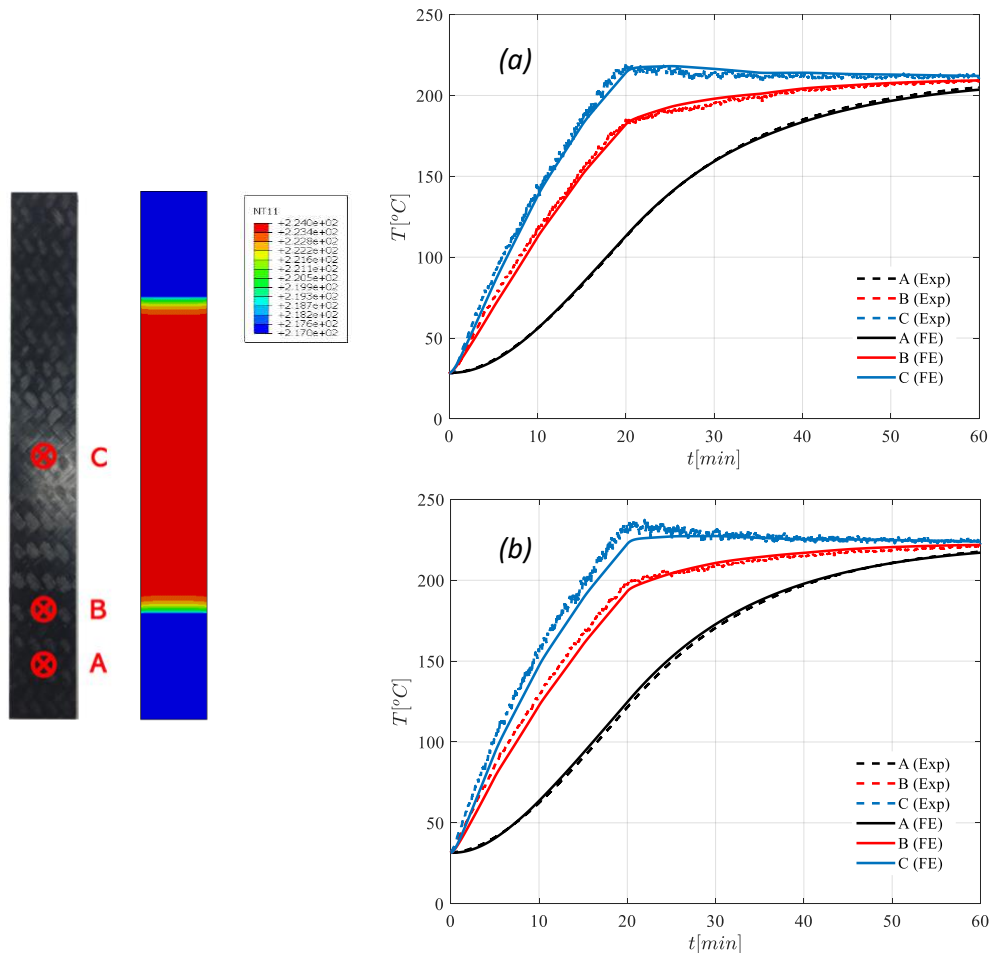 C
B
A
NT11
+2.240e+02
+2.234e+02
+2.228e+02
+2.222e+02
+2.216e+02
+2.211e+02
+2.205e+02
+2.199e+02
+2.193e+02
+2.187e+02
+2.182e+02
+2.176e+02
+2.170e+02
(a)
250
200
150
100
50
0
T[°C]
0 10 20 30 40 50 60
t[min]
A (Exp)
B (Exp)
C (Exp)
A (FE)
B (FE)
C (FE)
(b)
250
200
150
100
50
0
T[°C]
0 10 20 30 40 50 60
t[min]
A (Exp)
B (Exp)
C (Exp)
A (FE)
B (FE)
C (FE)